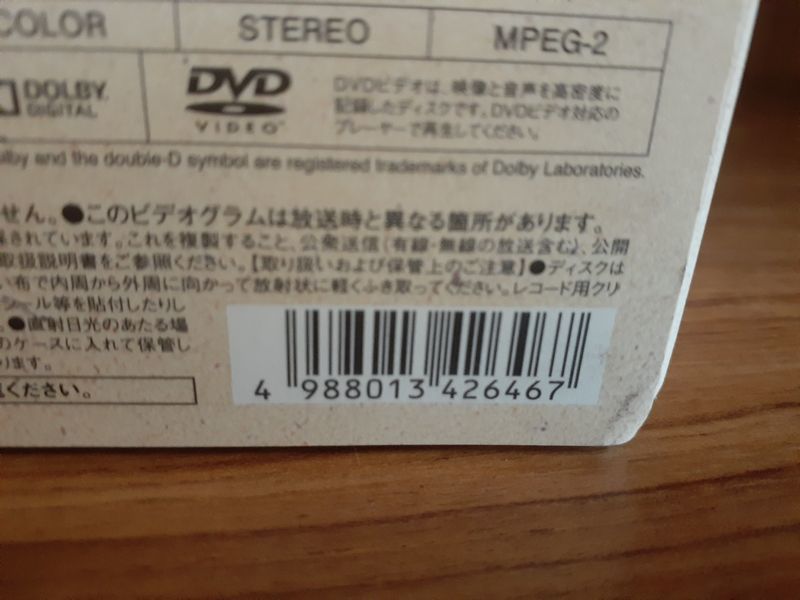 COLOR
STEREO
MPEG-2
DOLBY
DIGITAL
DVD
VIDEO
DVDビデオは、映像と音声を高密度に
記録したディスクです。DVDビデオ対応の
プレーヤーで再生してください。
olby and the double-D symbol are registered trademarks of Dolby Laboratories.
せん。●このビデオグラムは放送時と異なる箇所があります。
されています。これを複製すること、公衆送信(有線・無線の放送含む)、公開
取扱説明書をご参照ください。【取り扱いおよび保管上のご注意】●ディスクは
い布で内周から外周に向かって放射状に軽くふき取ってください。レコード用クリ
シール等を貼付したりし
。●直射日光のあたる場
のケースに入れて保管し
ります。
ください。
4 988013 426467